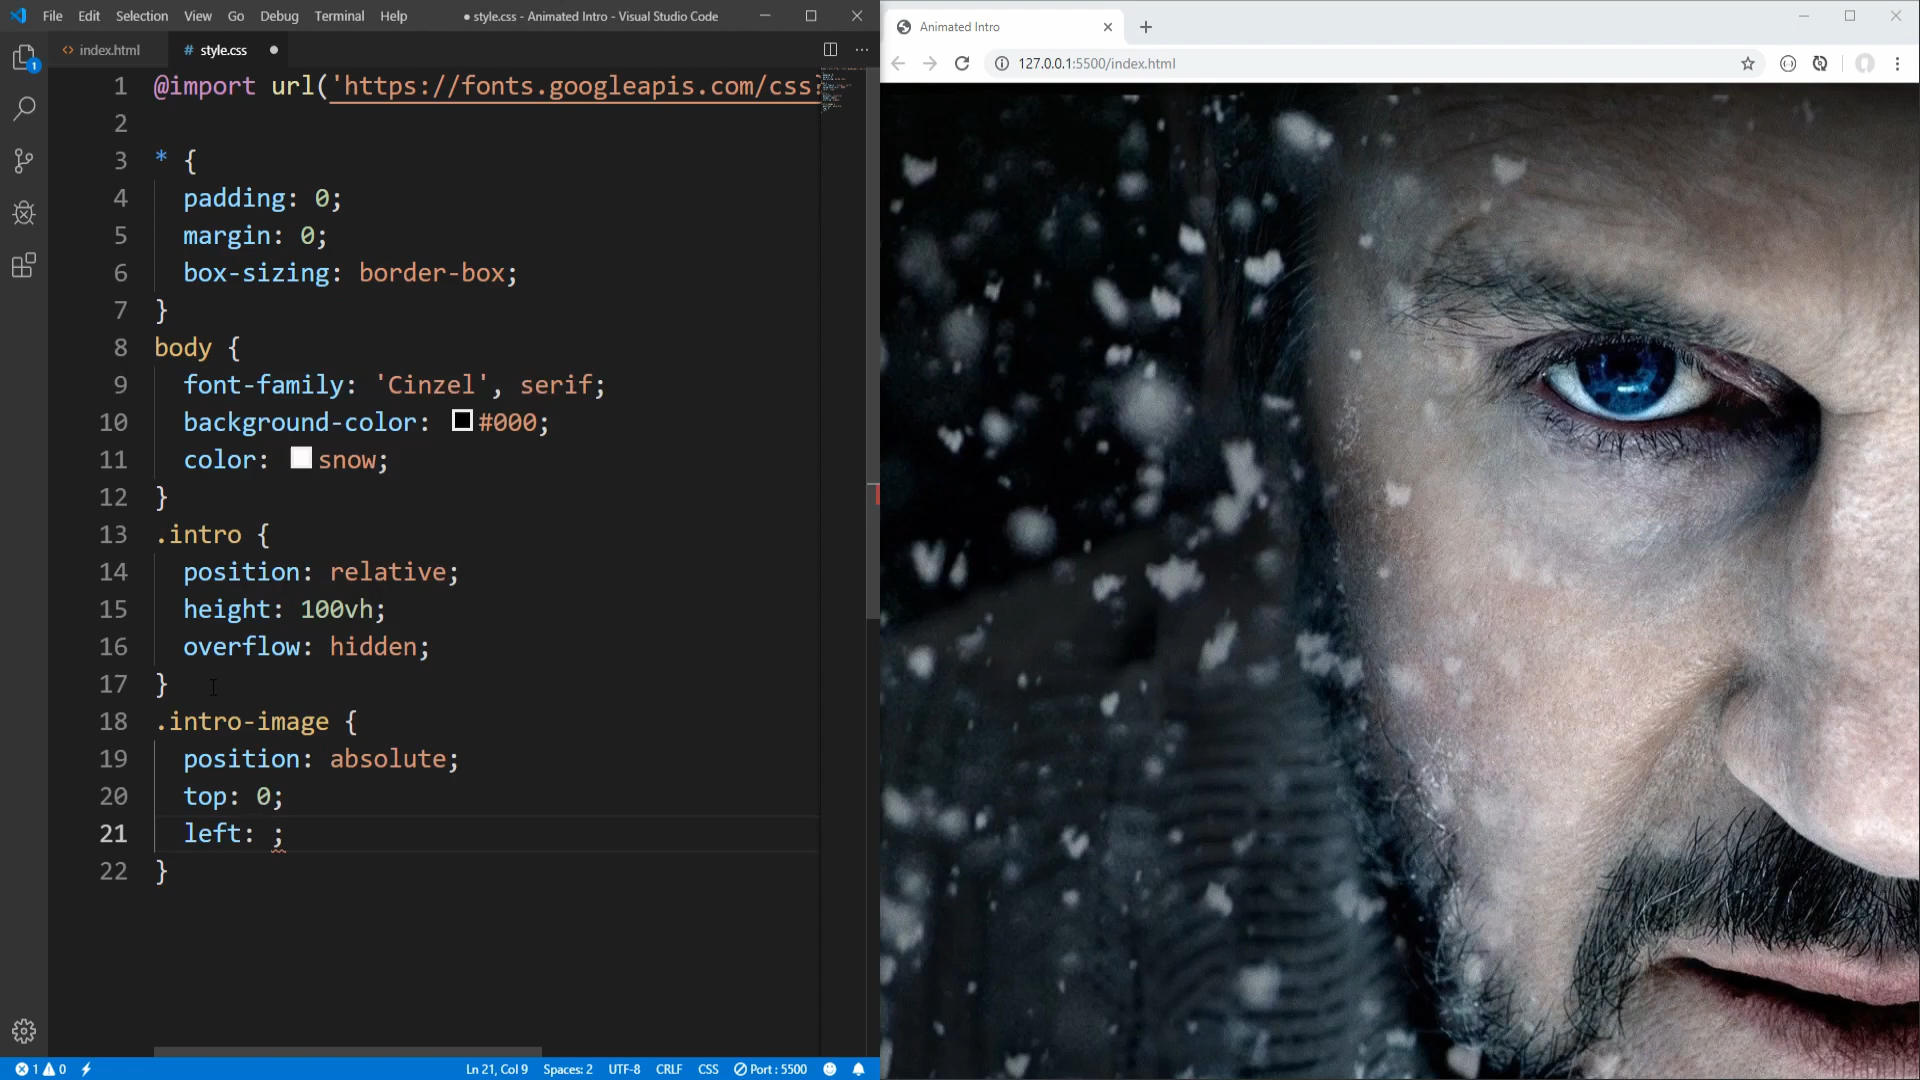 File Edit Selection View Go Debug Terminal Help
● style.css - Animated Intro - Visual Studio Code
index.html
# style.css
1 @import url('https://fonts.googleapis.com/css?
2
3 * {
4 padding: 0;
5 margin: 0;
6 box-sizing: border-box;
7 }
8 body {
9 font-family: 'Cinzel', serif;
10 background-color: #000;
11 color: snow;
12 }
13 .intro {
14 position: relative;
15 height: 100vh;
16 overflow: hidden;
17 }
18 .intro-image {
19 position: absolute;
20 top: 0;
21 left: ;
22 }
1
1 0
Ln 21, Col 9 Spaces: 2 UTF-8 CRLF CSS Port : 5500
Animated Intro
127.0.0.1:5500/index.html